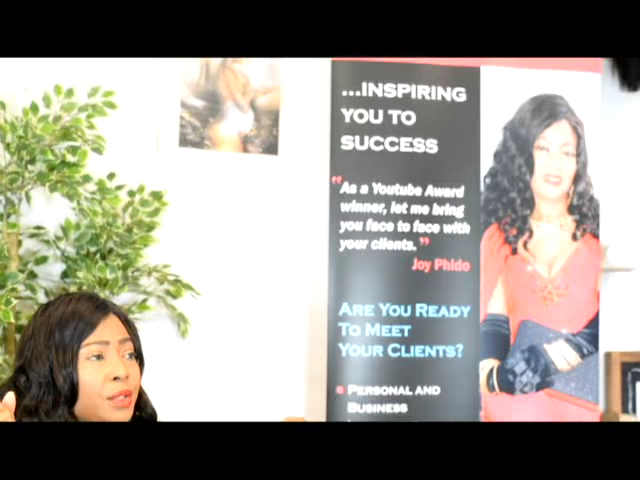 ...INSPIRING
YOU TO
SUCCESS
"As a Youtube Award
winner, let me bring
you face to face with
your clients."
Joy Phido
ARE YOU READY
TO MEET
YOUR CLIENTS?
PERSONAL AND
BUSINESS